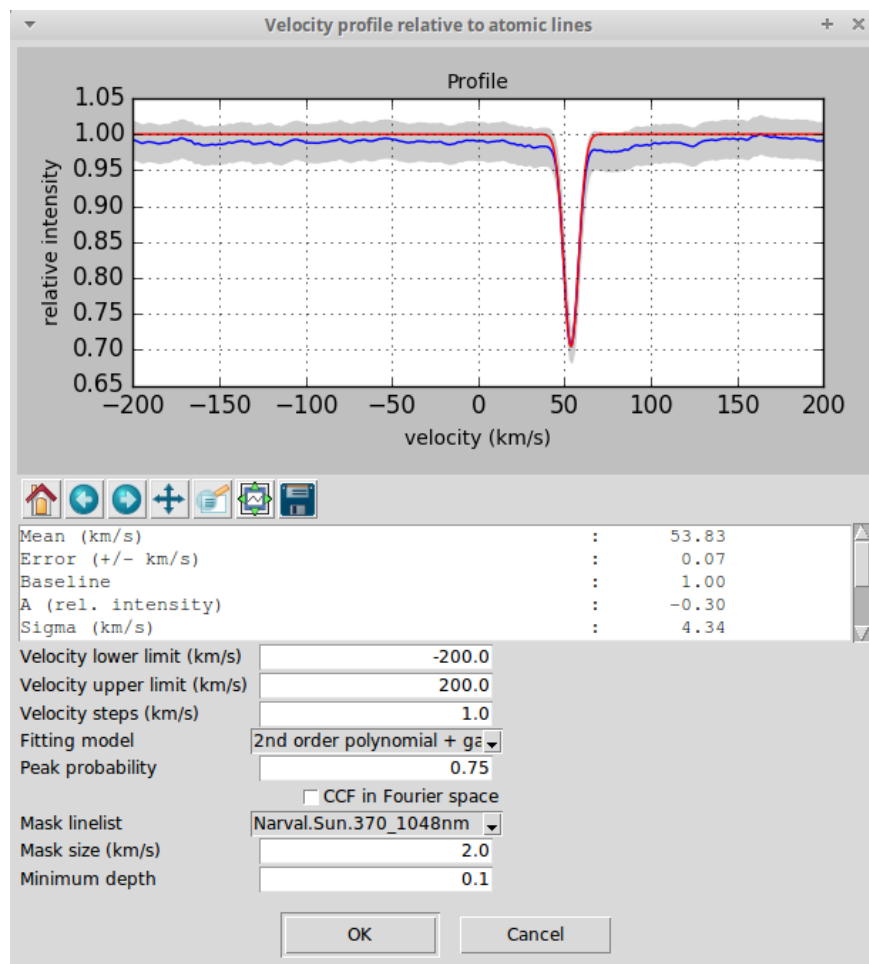 Velocity profile relative to atomic lines
Profile
1.05
1.00
0.95
0.90
0.85
0.80
0.75
0.70
0.65
relative intensity
−200 −150 −100 −50 0 50 100 150 200
velocity (km/s)
Mean (km/s) : 53.83
Error (+/- km/s) : 0.07
Baseline : 1.00
A (rel. intensity) : -0.30
Sigma (km/s) : 4.34
Velocity lower limit (km/s) -200.0
Velocity upper limit (km/s) 200.0
Velocity steps (km/s) 1.0
Fitting model 2nd order polynomial + ga
Peak probability 0.75
CCF in Fourier space
Mask linelist Narval.Sun.370_1048nm
Mask size (km/s) 2.0
Minimum depth 0.1
OK Cancel